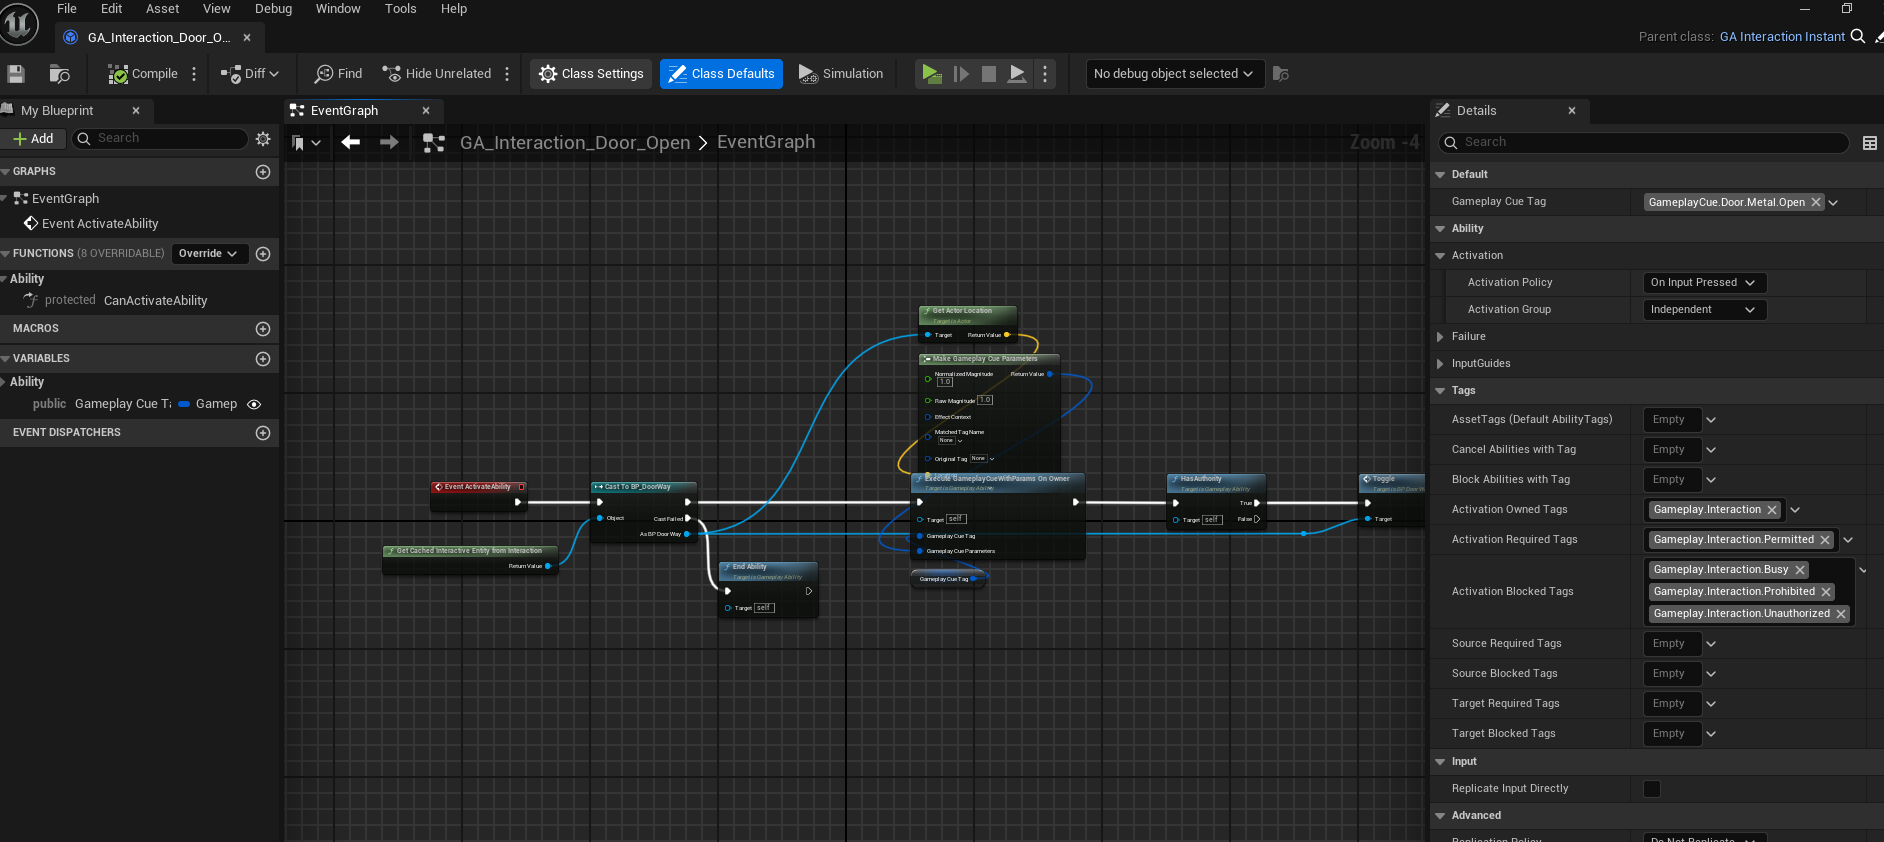 File Edit Asset View Debug Window Tools Help
GA_Interaction_Door_O...
Parent class: GA Interaction Instant
Compile Diff Find Hide Unrelated Class Settings Class Defaults Simulation No debug object selected
My Blueprint
EventGraph
Details
Add Search
GA_Interaction_Door_Open > EventGraph
Zoom -4
Search
GRAPHS
EventGraph
Event ActivateAbility
FUNCTIONS (8 OVERRIDABLE) Override
Ability
protected CanActivateAbility
MACROS
VARIABLES
Ability
public Gameplay Cue Ta Gamep
EVENT DISPATCHERS
Get Actor Location
Target is Actor
Target Return Value
Make Gameplay Cue Parameters
Normalized Magnitude Return Value
1.0
Raw Magnitude 1.0
Effect Context
Matched Tag Name
None
Original Tag None
Event ActivateAbility
Cast To BP_DoorWay
Object Cast Failed
As BP Door Way
Get Cached Interactive Entity from Interaction
Return Value
End Ability
Target is Gameplay Ability
Target self
Execute GameplayCueWithParams On Owner
Target is Gameplay Ability
Target self
Gameplay Cue Tag
Gameplay Cue Parameters
Gameplay Cue Tag
HasAuthority
Target is Gameplay Ability
True
Target self False
Toggle
Target is BP Door
Target
Default
Gameplay Cue Tag GameplayCue.Door.Metal.Open
Ability
Activation
Activation Policy On Input Pressed
Activation Group Independent
Failure
InputGuides
Tags
AssetTags (Default AbilityTags) Empty
Cancel Abilities with Tag Empty
Block Abilities with Tag Empty
Activation Owned Tags Gameplay.Interaction
Activation Required Tags Gameplay.Interaction.Permitted
Activation Blocked Tags Gameplay.Interaction.Busy
Gameplay.Interaction.Prohibited
Gameplay.Interaction.Unauthorized
Source Required Tags Empty
Source Blocked Tags Empty
Target Required Tags Empty
Target Blocked Tags Empty
Input
Replicate Input Directly
Advanced
Replication Policy Do Not Replicate